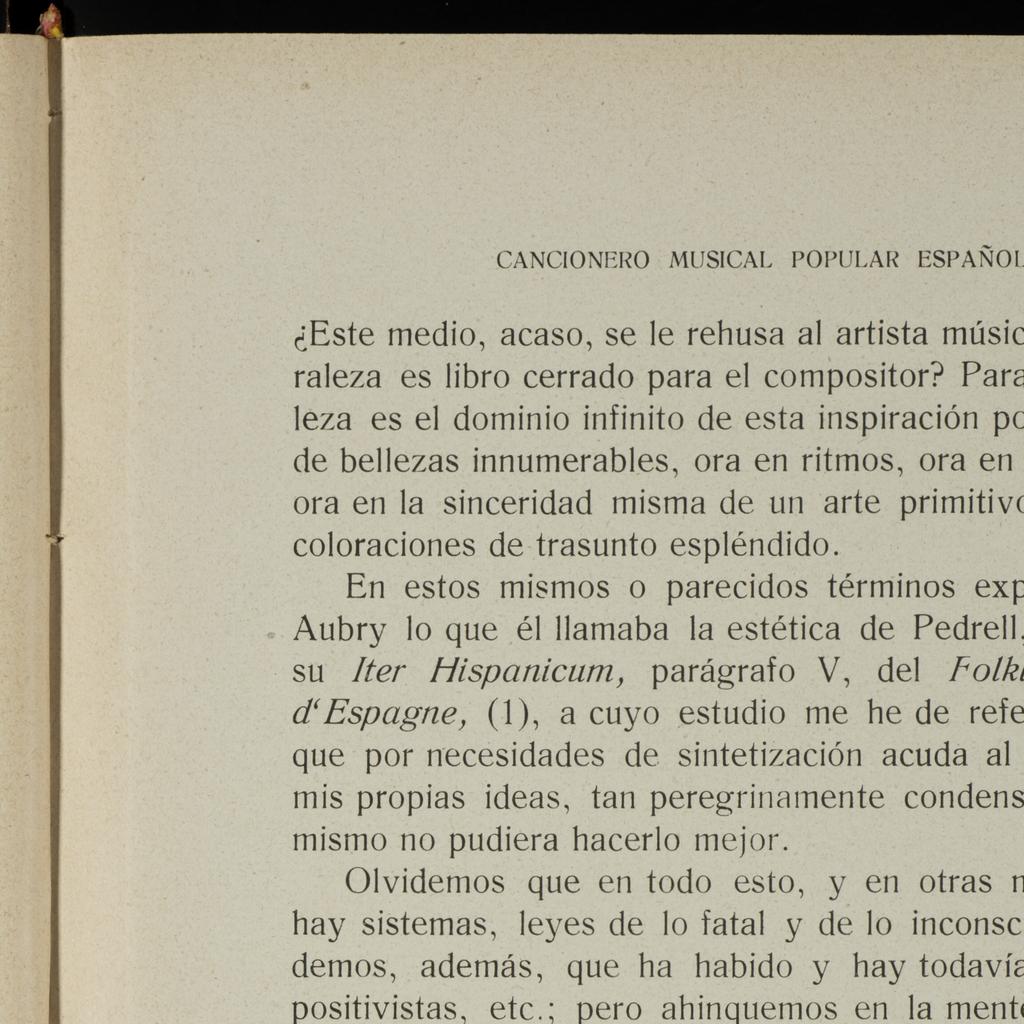 CANCIONERO MUSICAL POPULAR ESPAÑOL
¿Este medio, acaso, se le rehusa al artista músic
raleza es libro cerrado para el compositor? Para
leza es el dominio infinito de esta inspiración po
de bellezas innumerables, ora en ritmos, ora en
ora en la sinceridad misma de un arte primitivo
coloraciones de trasunto espléndido.
En estos mismos o parecidos términos exp
Aubry lo que él llamaba la estética de Pedrell,
su Iter Hispanicum, parágrafo V, del Folkl
d‘Espagne, (1), a cuyo estudio me he de refe
que por necesidades de sintetización acuda al
mis propias ideas, tan peregrinamente condens
mismo no pudiera hacerlo mejor.
Olvidemos que en todo esto, y en otras
hay sistemas, leyes de lo fatal y de lo inconsc
demos, además, que ha habido y hay todavía
positivistas, etc.; pero ahinquemos en la mente